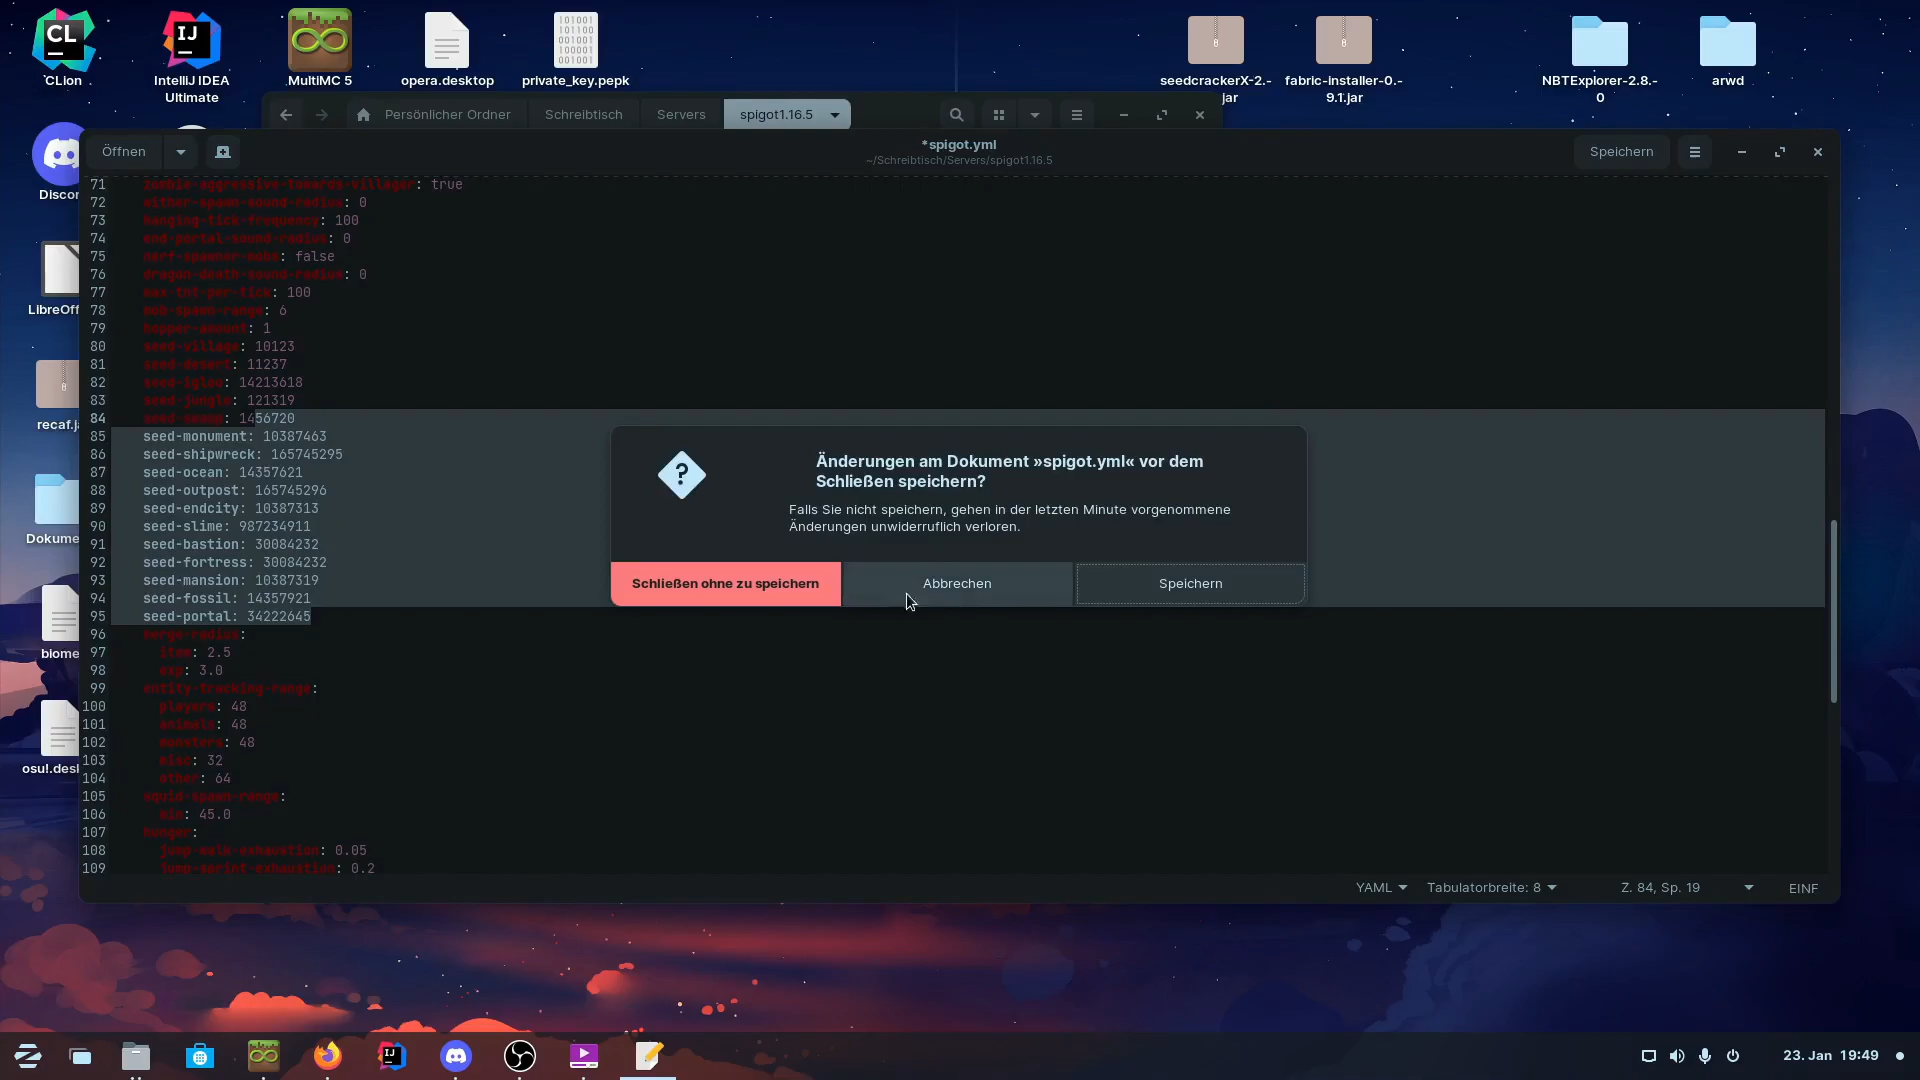 CLion
IntelliJ IDEA
Ultimate
MultiMC 5
opera.desktop
private_key.pepk
seedcrackerX-2.-
jar
fabric-installer-0.-
9.1.jar
NBTExplorer-2.8.-
0
arwd
Persönlicher Ordner
Schreibtisch
Servers
spigot1.16.5
Öffnen
*spigot.yml
~/Schreibtisch/Servers/spigot1.16.5
Speichern
Discor
LibreOff
recaf.ja
Dokume
biome
osu!.desl
71 zombie-aggressive-towards-villager: true
72 wither-spawn-sound-radius: 0
73 hanging-tick-frequency: 100
74 end-portal-sound-radius: 0
75 nerf-spawner-mobs: false
76 dragon-death-sound-radius: 0
77 max-tnt-per-tick: 100
78 mob-spawn-range: 6
79 hopper-amount: 1
80 seed-village: 10123
81 seed-desert: 11237
82 seed-igloo: 14213618
83 seed-jungle: 121319
84 seed-swamp: 1456720
85 seed-monument: 10387463
86 seed-shipwreck: 165745295
87 seed-ocean: 14357621
88 seed-outpost: 165745296
89 seed-endcity: 10387313
90 seed-slime: 987234911
91 seed-bastion: 30084232
92 seed-fortress: 30084232
93 seed-mansion: 10387319
94 seed-fossil: 14357921
95 seed-portal: 34222645
96 merge-radius:
97 item: 2.5
98 exp: 3.0
99 entity-tracking-range:
100 players: 48
101 animals: 48
102 monsters: 48
103 misc: 32
104 other: 64
105 squid-spawn-range:
106 min: 45.0
107 hunger:
108 jump-walk-exhaustion: 0.05
109 jump-sprint-exhaustion: 0.2
Änderungen am Dokument »spigot.yml« vor dem
Schließen speichern?
Falls Sie nicht speichern, gehen in der letzten Minute vorgenommene
Änderungen unwiderruflich verloren.
Schließen ohne zu speichern
Abbrechen
Speichern
YAML
Tabulatorbreite: 8
Z. 84, Sp. 19
EINF
23. Jan 19:49